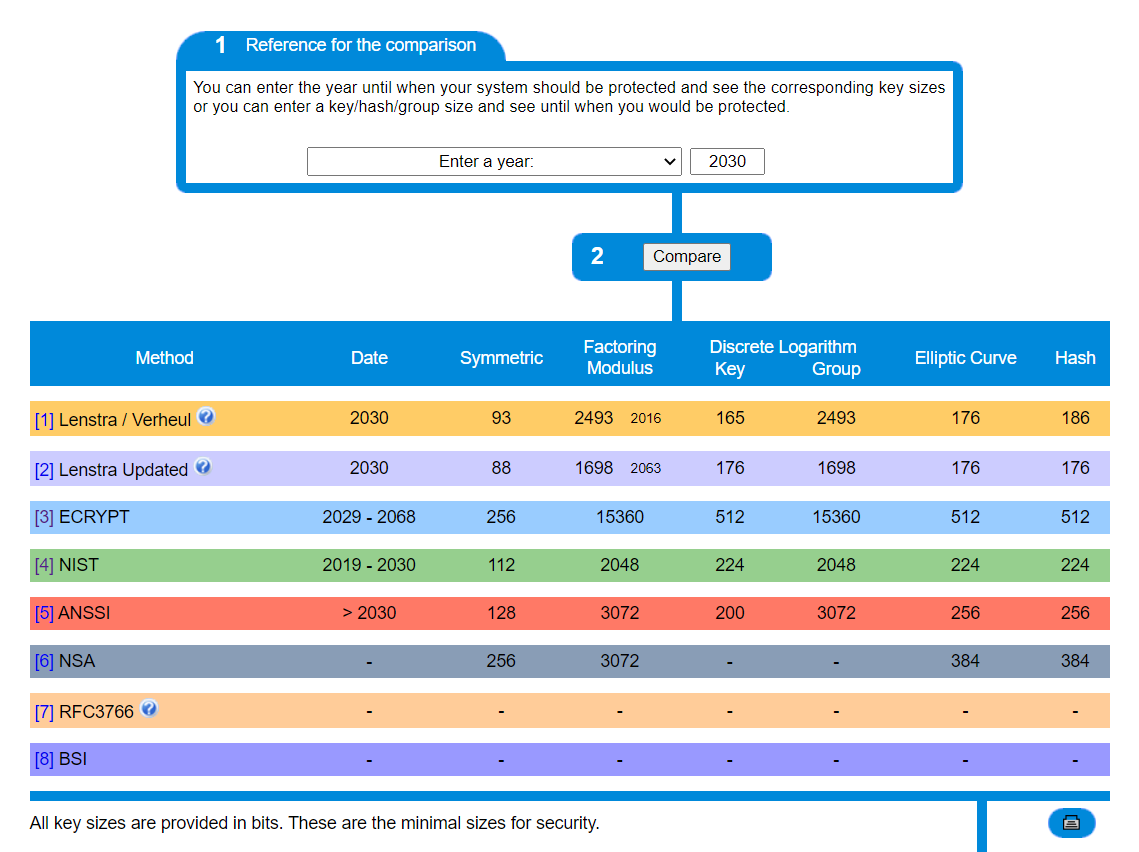 1 Reference for the comparison
You can enter the year until when your system should be protected and see the corresponding key sizes
or you can enter a key/hash/group size and see until when you would be protected.
Enter a year: 2030
2 Compare
Method Date Symmetric Factoring Modulus Discrete Logarithm Key Group Elliptic Curve Hash
[1] Lenstra / Verheul ? 2030 93 2493 2016 165 2493 176 186
[2] Lenstra Updated ? 2030 88 1698 2063 176 1698 176 176
[3] ECRYPT 2029 - 2068 256 15360 512 15360 512 512
[4] NIST 2019 - 2030 112 2048 224 2048 224 224
[5] ANSSI > 2030 128 3072 200 3072 256 256
[6] NSA - 256 3072 - - 384 384
[7] RFC3766 ? - - - - - - -
[8] BSI - - - - - - -
All key sizes are provided in bits. These are the minimal sizes for security.